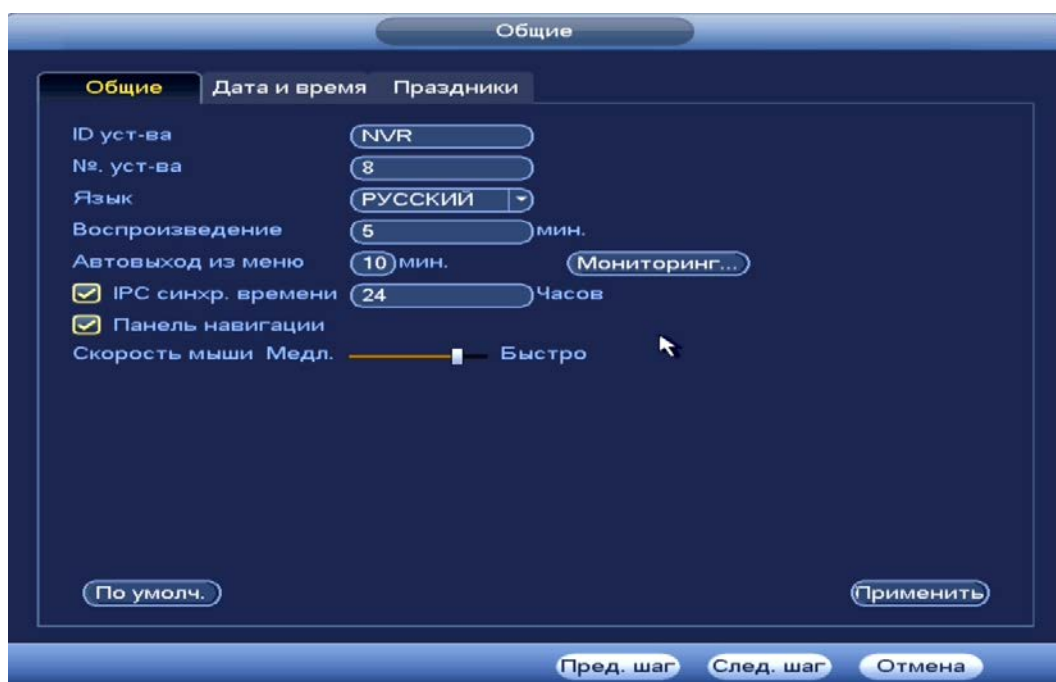 Общие
Общие Дата и время Праздники
ID уст-ва NVR
№. уст-ва 8
Язык РУССКИЙ
Воспроизведение 5 мин.
Автовыход из меню 10 мин. Мониторинг...
IPC синхр. времени 24 Часов
Панель навигации
Скорость мыши Медл. Быстро
По умолч. Применить
Пред. шаг След. шаг Отмена